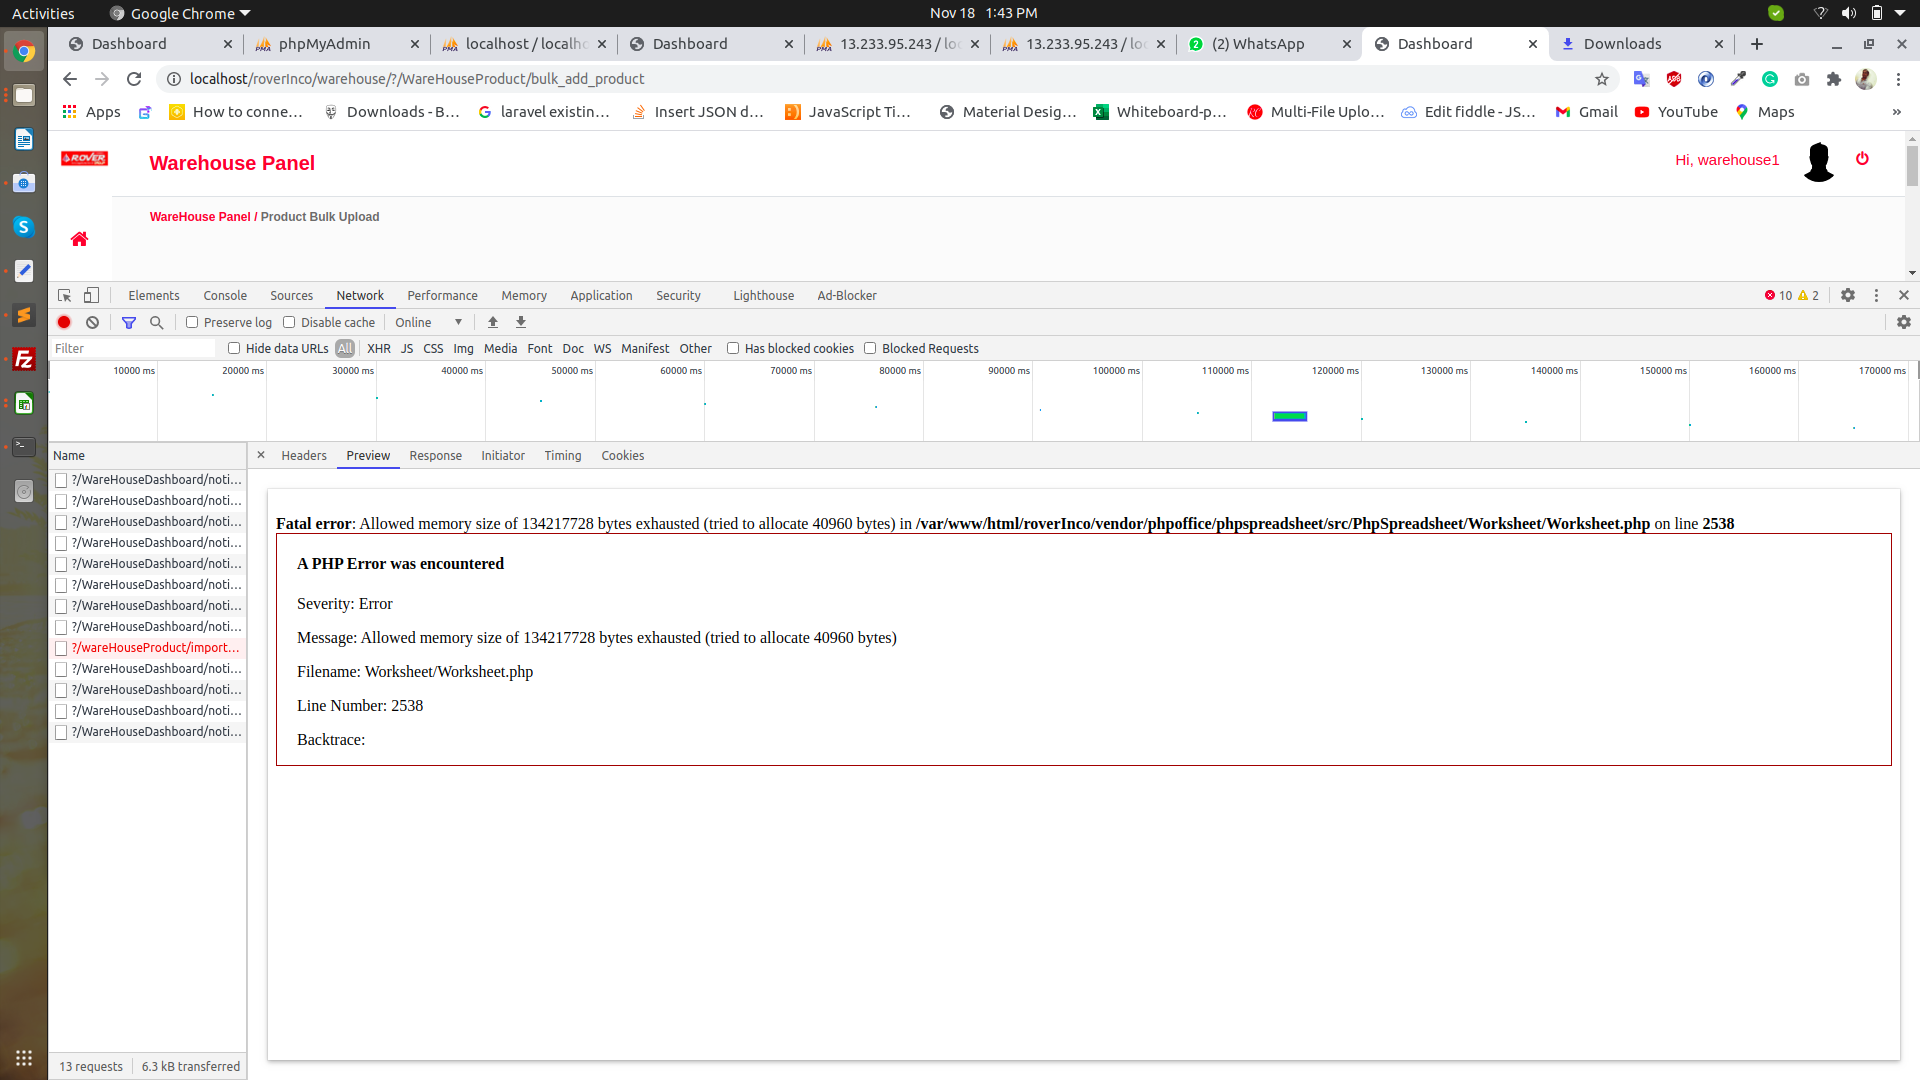 Activities
Google Chrome
Nov 18 1:43 PM
Dashboard
phpMyAdmin
localhost / localho
Dashboard
13.233.95.243 / loc
13.233.95.243 / loc
(2) WhatsApp
Dashboard
Downloads
localhost/roverInco/warehouse/?/WareHouseProduct/bulk_add_product
Apps
How to conne…
Downloads - B…
laravel existin…
Insert JSON d…
JavaScript Ti…
Material Desig…
Whiteboard-p…
Multi-File Uplo…
Edit fiddle - JS…
Gmail
YouTube
Maps
»
ROVER
Warehouse Panel
Hi, warehouse1
WareHouse Panel / Product Bulk Upload
Elements
Console
Sources
Network
Performance
Memory
Application
Security
Lighthouse
Ad-Blocker
10
2
Preserve log
Disable cache
Online
Filter
Hide data URLs
All
XHR
JS
CSS
Img
Media
Font
Doc
WS
Manifest
Other
Has blocked cookies
Blocked Requests
10000 ms
20000 ms
30000 ms
40000 ms
50000 ms
60000 ms
70000 ms
80000 ms
90000 ms
100000 ms
110000 ms
120000 ms
130000 ms
140000 ms
150000 ms
160000 ms
170000 ms
Name
Headers
Preview
Response
Initiator
Timing
Cookies
?/WareHouseDashboard/noti…
?/WareHouseDashboard/noti…
?/WareHouseDashboard/noti…
?/WareHouseDashboard/noti…
?/WareHouseDashboard/noti…
?/WareHouseDashboard/noti…
?/WareHouseDashboard/noti…
?/WareHouseDashboard/noti…
?/wareHouseProduct/import…
?/WareHouseDashboard/noti…
?/WareHouseDashboard/noti…
?/WareHouseDashboard/noti…
?/WareHouseDashboard/noti…
Fatal error: Allowed memory size of 134217728 bytes exhausted (tried to allocate 40960 bytes) in /var/www/html/roverInco/vendor/phpoffice/phpspreadsheet/src/PhpSpreadsheet/Worksheet/Worksheet.php on line 2538
A PHP Error was encountered
Severity: Error
Message: Allowed memory size of 134217728 bytes exhausted (tried to allocate 40960 bytes)
Filename: Worksheet/Worksheet.php
Line Number: 2538
Backtrace:
13 requests
6.3 kB transferred